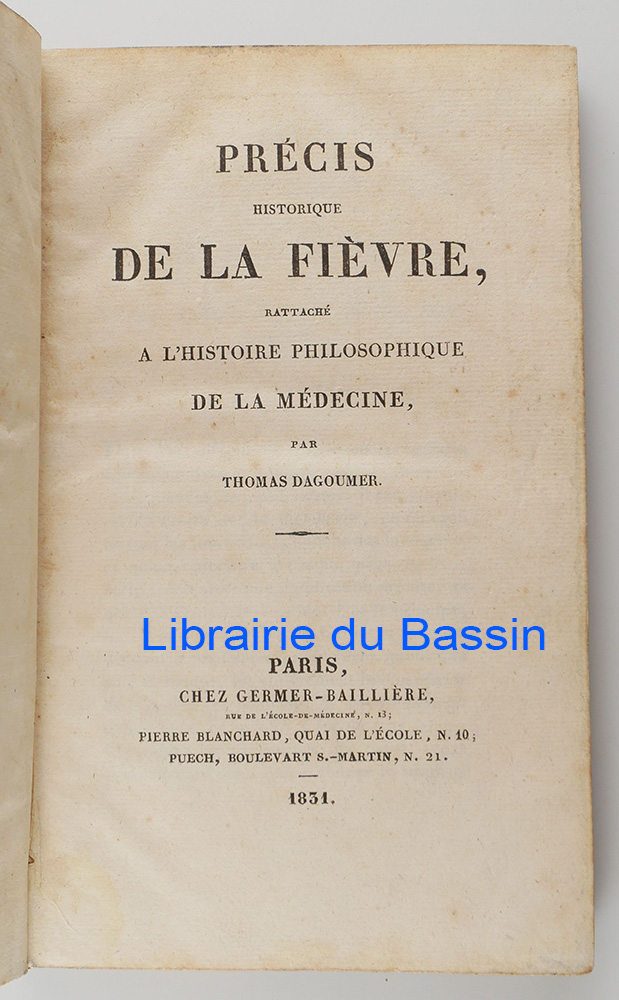 PRÉCIS
HISTORIQUE
DE LA FIÈVRE,
RATTACHÉ
A L'HISTOIRE PHILOSOPHIQUE
DE LA MÉDECINE,
PAR
THOMAS DAGOUMER.
Librairie du Bassin
PARIS,
CHEZ GERMER-BAILLIÈRE,
RUE DE L'ÉCOLE-DE-MÉDECINE, N. 13;
PIERRE BLANCHARD, QUAI DE L'ÉCOLE, N. 10;
PUECH, BOULEVART S.-MARTIN, N. 21.
1831.